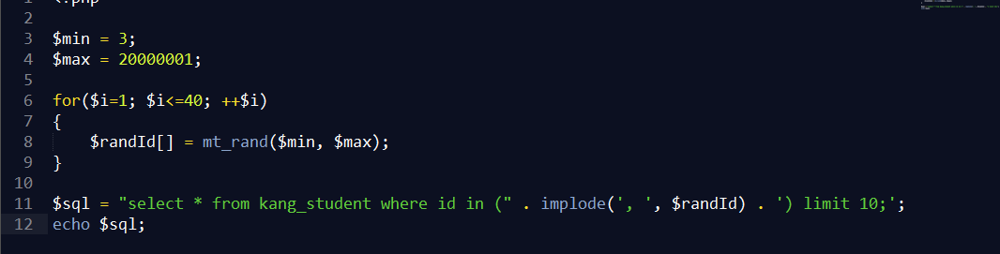 1 <?php
2
3 $min = 3;
4 $max = 20000001;
5
6 for($i=1; $i<=40; ++$i)
7 {
8 $randId[] = mt_rand($min, $max);
9 }
10
11 $sql = "select * from kang_student where id in (" . implode(', ', $randId) . ') limit 10;';
12 echo $sql;